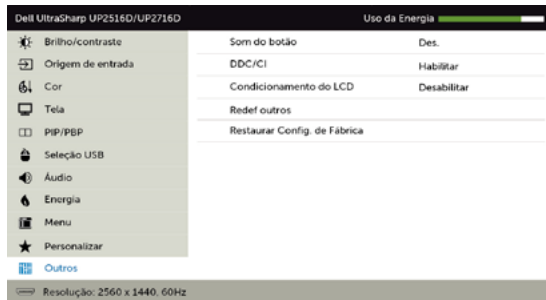 Dell UltraSharp UP2516D/UP2716D Uso da Energia
Brilho/contraste Som do botão Des.
Origem de entrada DDC/CI Habilitar
Cor Condicionamento do LCD Desabilitar
Tela Redef outros
PIP/PBP Restaurar Config. de Fábrica
Seleção USB
Áudio
Energia
Menu
Personalizar
Outros
Resolução: 2560 x 1440, 60Hz